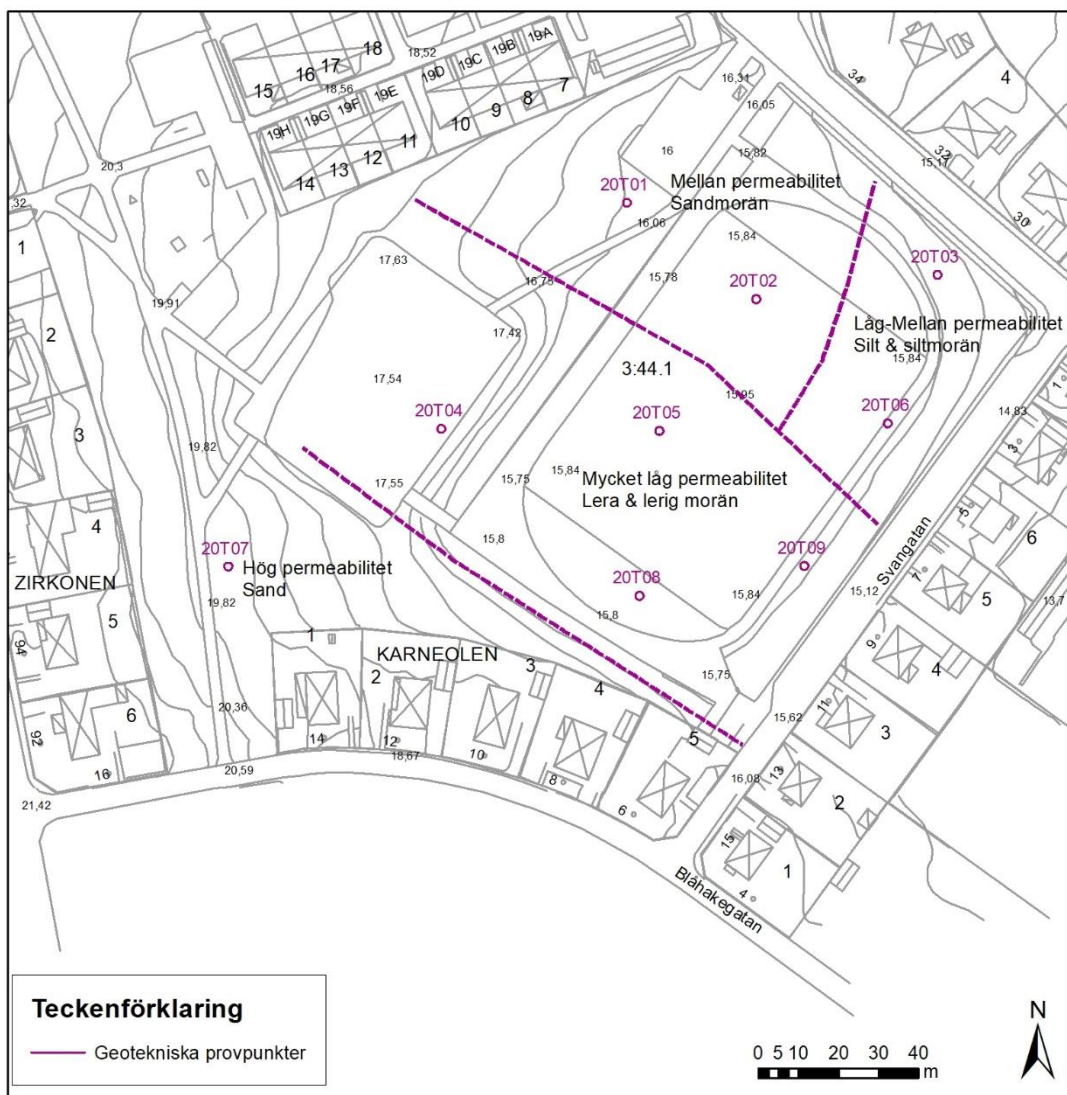 18
17
16
15
18,52
18,56
19A
19B
19C
19D
19E
19F
19G
19H
7
8
9
10
11
12
13
14
34
4
32
15,17
30
16,31
16,05
15,82
16
20T01
Mellan permeabilitet
Sandmorän
16,06
15,84
20,3
,32
1
2
19,91
17,63
16,75
15,78
20T02
20T03
Låg-Mellan permeabilitet
Silt & siltmorän
15,84
17,42
3:44.1
17,54
15,95
20T04
20T05
20T06
3
19,82
14,83
1
3
17,55
15,75
15,84
Mycket låg permeabilitet
Lera & lerig morän
5
4
6
ZIRKONEN
20T07
Hög permeabilitet
Sand
19,82
15,8
20T09
20T08
15,8
15,84
Svangatan
15,12
7
5
13,7
5
94
1
KARNEOLEN
2
3
4
9
4
15,75
11
3
92
6
16
20,36
14
12
10
8
6
5
15,62
20,59
18,67
21,42
16,08
13
2
15
1
4
Blåhakegatan
Teckenförklaring
Geotekniska provpunkter
N
0 5 10 20 30 40
m